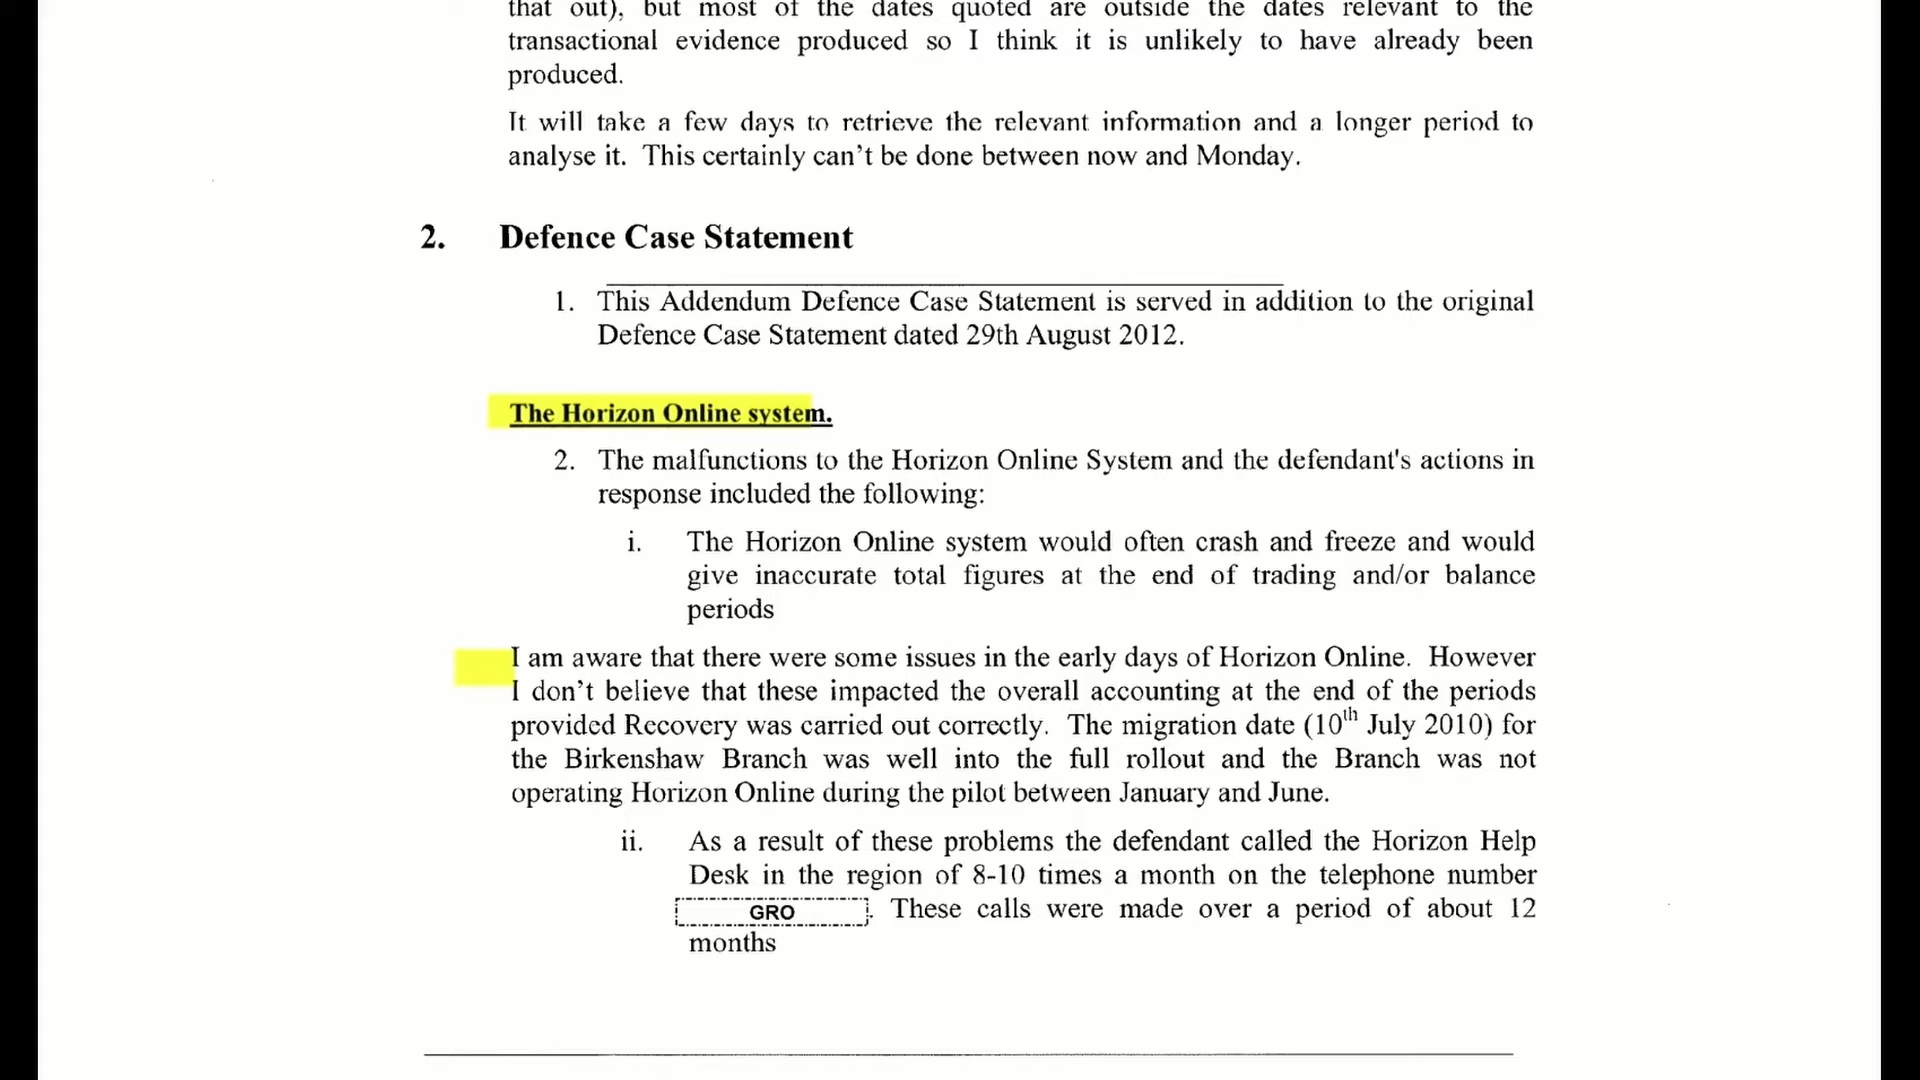 that out), but most of the dates quoted are outside the dates relevant to the
transactional evidence produced so I think it is unlikely to have already been
produced.
It will take a few days to retrieve the relevant information and a longer period to
analyse it. This certainly can't be done between now and Monday.
2. Defence Case Statement
1. This Addendum Defence Case Statement is served in addition to the original
Defence Case Statement dated 29th August 2012.
The Horizon Online system.
2. The malfunctions to the Horizon Online System and the defendant's actions in
response included the following:
i. The Horizon Online system would often crash and freeze and would
give inaccurate total figures at the end of trading and/or balance
periods
I am aware that there were some issues in the early days of Horizon Online. However
I don't believe that these impacted the overall accounting at the end of the periods
provided Recovery was carried out correctly. The migration date (10th July 2010) for
the Birkenshaw Branch was well into the full rollout and the Branch was not
operating Horizon Online during the pilot between January and June.
ii. As a result of these problems the defendant called the Horizon Help
Desk in the region of 8-10 times a month on the telephone number
GRO. These calls were made over a period of about 12
months